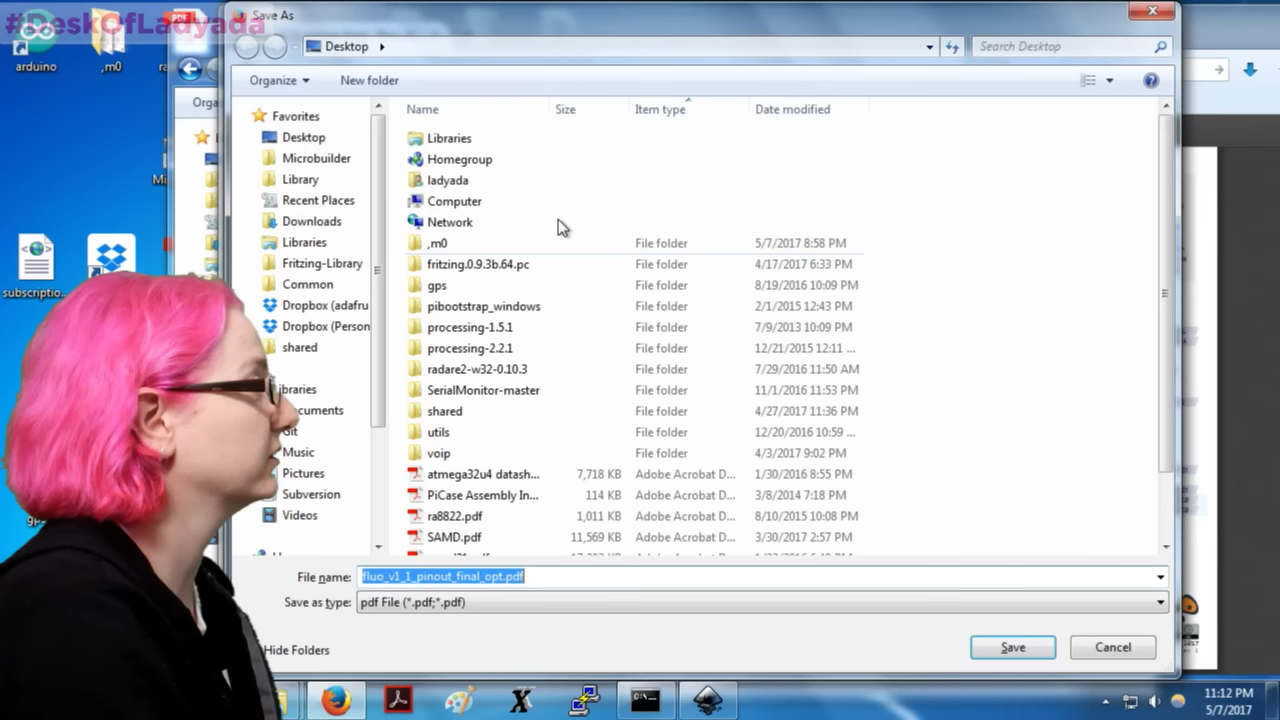 #DeskOfLadyada
Save As
arduino
,m0
Desktop
Search Desktop
Organize
New folder
Orga
Name
Size
Item type
Date modified
Favorites
Desktop
Microbuilder
Library
Recent Places
Downloads
Libraries
Fritzing-Library
Common
Dropbox (adafru
Dropbox (Person
shared
ibraries
ocuments
Git
Music
Pictures
Subversion
Videos
Libraries
Homegroup
ladyada
Computer
Network
,m0 File folder 5/7/2017 8:58 PM
fritzing.0.9.3b.64.pc File folder 4/17/2017 6:33 PM
gps File folder 8/19/2016 10:09 PM
pibootstrap_windows File folder 2/1/2015 12:43 PM
processing-1.5.1 File folder 7/9/2013 10:09 PM
processing-2.2.1 File folder 12/21/2015 12:11 ...
radare2-w32-0.10.3 File folder 7/29/2016 11:50 AM
SerialMonitor-master File folder 11/1/2016 3:53 PM
shared File folder 4/27/2017 11:36 PM
utils File folder 12/20/2016 10:59 ...
voip File folder 4/3/2017 9:02 PM
atmega32u4 datash... 7,718 KB Adobe Acrobat D... 1/30/2016 8:55 PM
PiCase Assembly In... 114 KB Adobe Acrobat D... 3/8/2014 7:18 PM
ra8822.pdf 1,011 KB Adobe Acrobat D... 8/10/2015 10:08 PM
SAMD.pdf 11,569 KB Adobe Acrobat D... 3/30/2017 2:57 PM
subscriptio...
File name: fluo_v1_1_pinout_final_opt.pdf
Save as type: pdf File (*.pdf;*.pdf)
Hide Folders
Save
Cancel
11:12 PM
5/7/2017